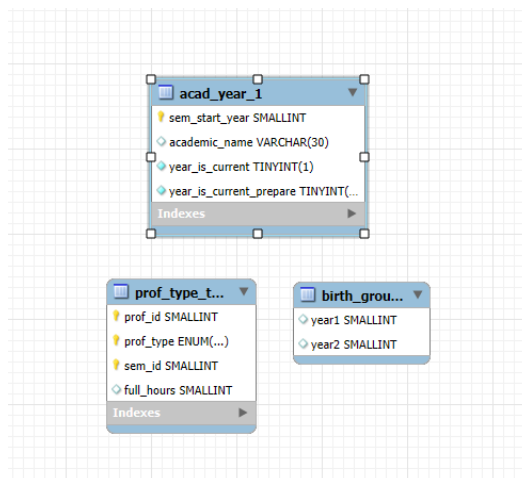 acad_year_1
sem_start_year SMALLINT
academic_name VARCHAR(30)
year_is_current TINYINT(1)
year_is_current_prepare TINYINT(...
Indexes
prof_type_t...
prof_id SMALLINT
prof_type ENUM(...)
sem_id SMALLINT
full_hours SMALLINT
Indexes
birth_grou...
year1 SMALLINT
year2 SMALLINT